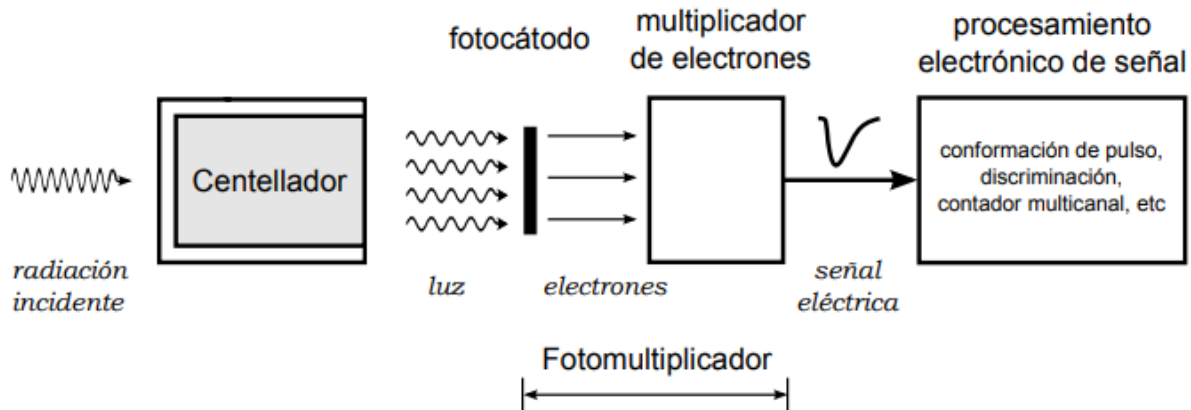 fotocátodo
multiplicador
de electrones
procesamiento
electrónico de señal
Centellador
conformación de pulso,
discriminación,
contador multicanal, etc
radiación
incidente
luz
electrones
señal
eléctrica
Fotomultiplicador